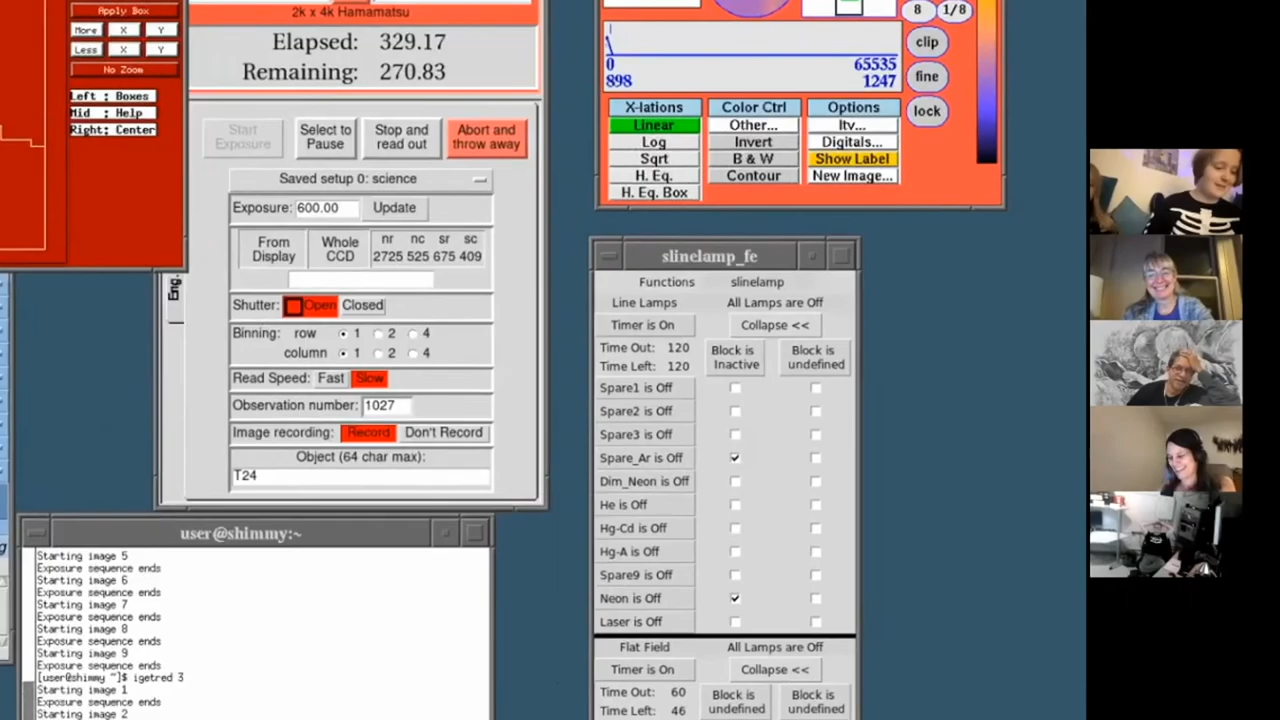 Apply Box
More X Y
Less X Y
No Zoom
Left : Boxes
Mid : Help
Right: Center
2k x 4k Hamamatsu
Elapsed: 329.17
Remaining: 270.83
Start Exposure
Select to Pause
Stop and read out
Abort and throw away
Saved setup 0: science
Exposure: 600.00 Update
From Display
Whole CCD
nr nc sr sc
2725 525 675 409
Eng.
Shutter: Open Closed
Binning: row 1 2 4
column 1 2 4
Read Speed: Fast Slow
Observation number: 1027
Image recording: Record Don't Record
Object (64 char max):
T24
user@shimmy:~
Starting image 5
Exposure sequence ends
Starting image 6
Exposure sequence ends
Starting image 7
Exposure sequence ends
Starting image 8
Exposure sequence ends
Starting image 9
Exposure sequence ends
[user@shimmy ~]$ igetred 3
Starting image 1
Exposure sequence ends
Starting image 2
8 1/8
clip
fine
lock
0 65535
898 1247
X-lations Color Ctrl Options
Linear Other... Itv...
Log Invert Digitals...
Sqrt B & W Show Label
H. Eq. Contour New Image...
H. Eq. Box
slinelamp_fe
Functions slinelamp
Line Lamps All Lamps are Off
Timer is On Collapse <<
Time Out: 120
Time Left: 120
Block is Inactive
Block is undefined
Spare1 is Off
Spare2 is Off
Spare3 is Off
Spare_Ar is Off
Dim_Neon is Off
He is Off
Hg-Cd is Off
Hg-A is Off
Spare9 is Off
Neon is Off
Laser is Off
Flat Field All Lamps are Off
Timer is On Collapse <<
Time Out: 60
Time Left: 46
Block is undefined
Block is undefined